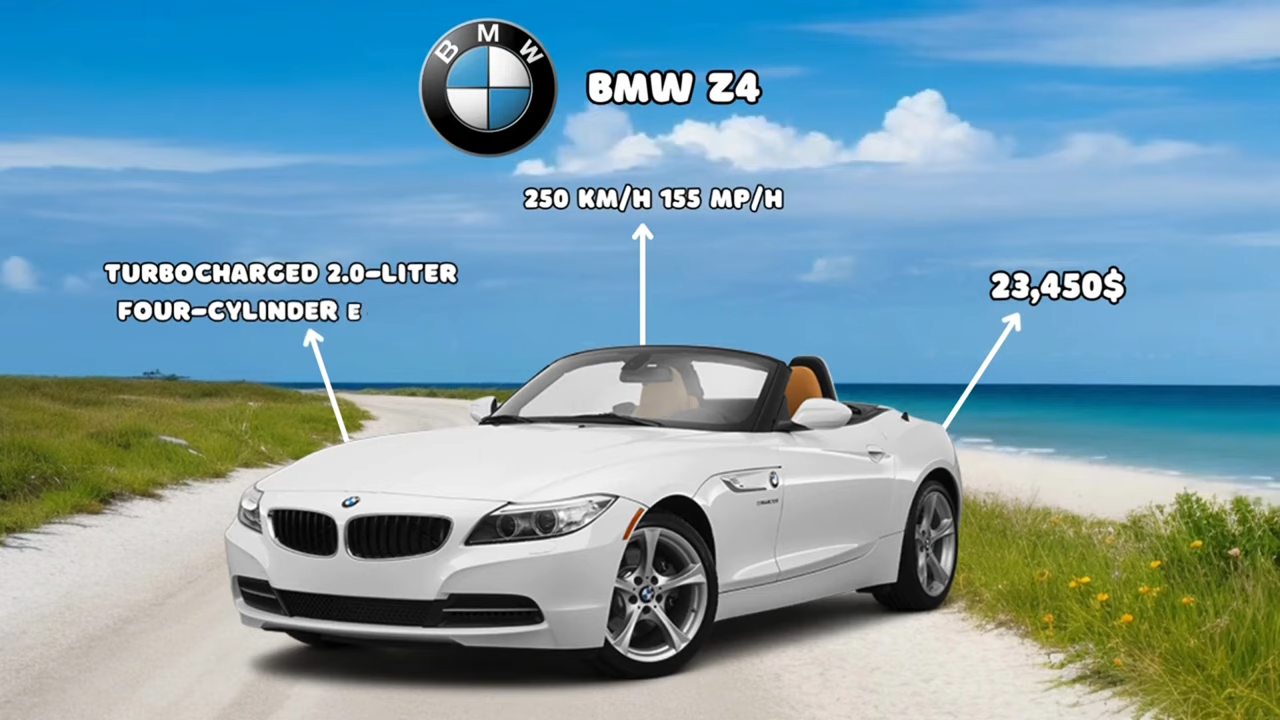 BMW
BMW Z4
250 KM/H 155 MP/H
TURBOCHARGED 2.0-LITER
FOUR-CYLINDER E
23,450$